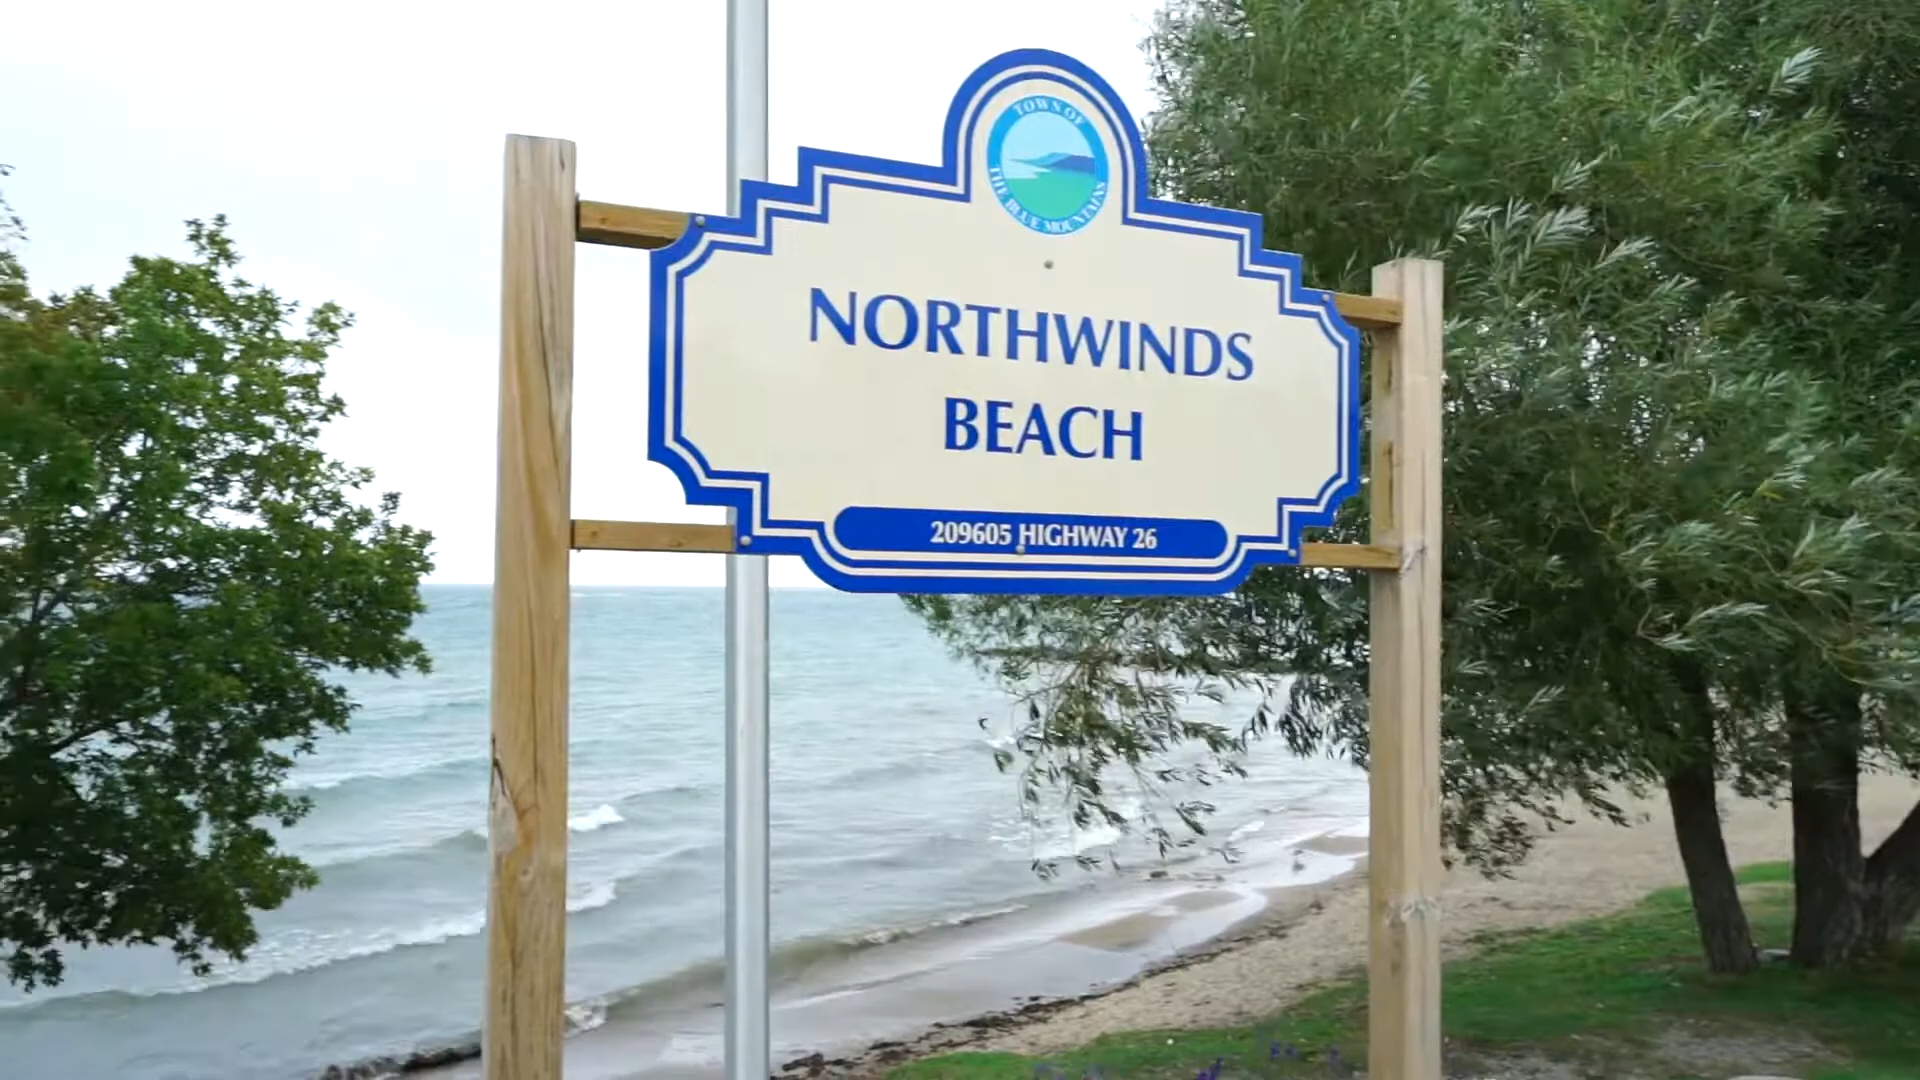 TOWN OF
THE BLUE MOUNTAINS
NORTHWINDS
BEACH
209605 HIGHWAY 26